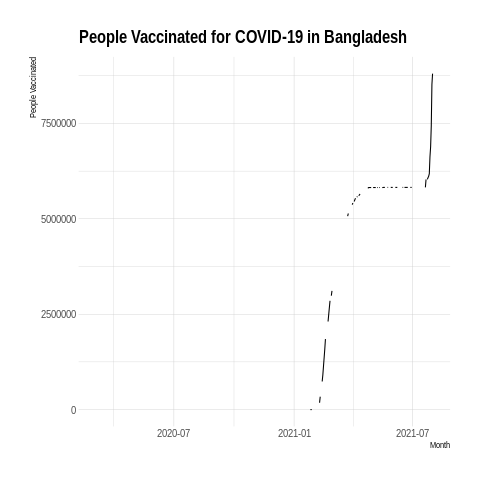 People Vaccinated for COVID-19 in Bangladesh
People Vaccinated
7500000
5000000
2500000
0
2020-07
2021-01
2021-07
Month